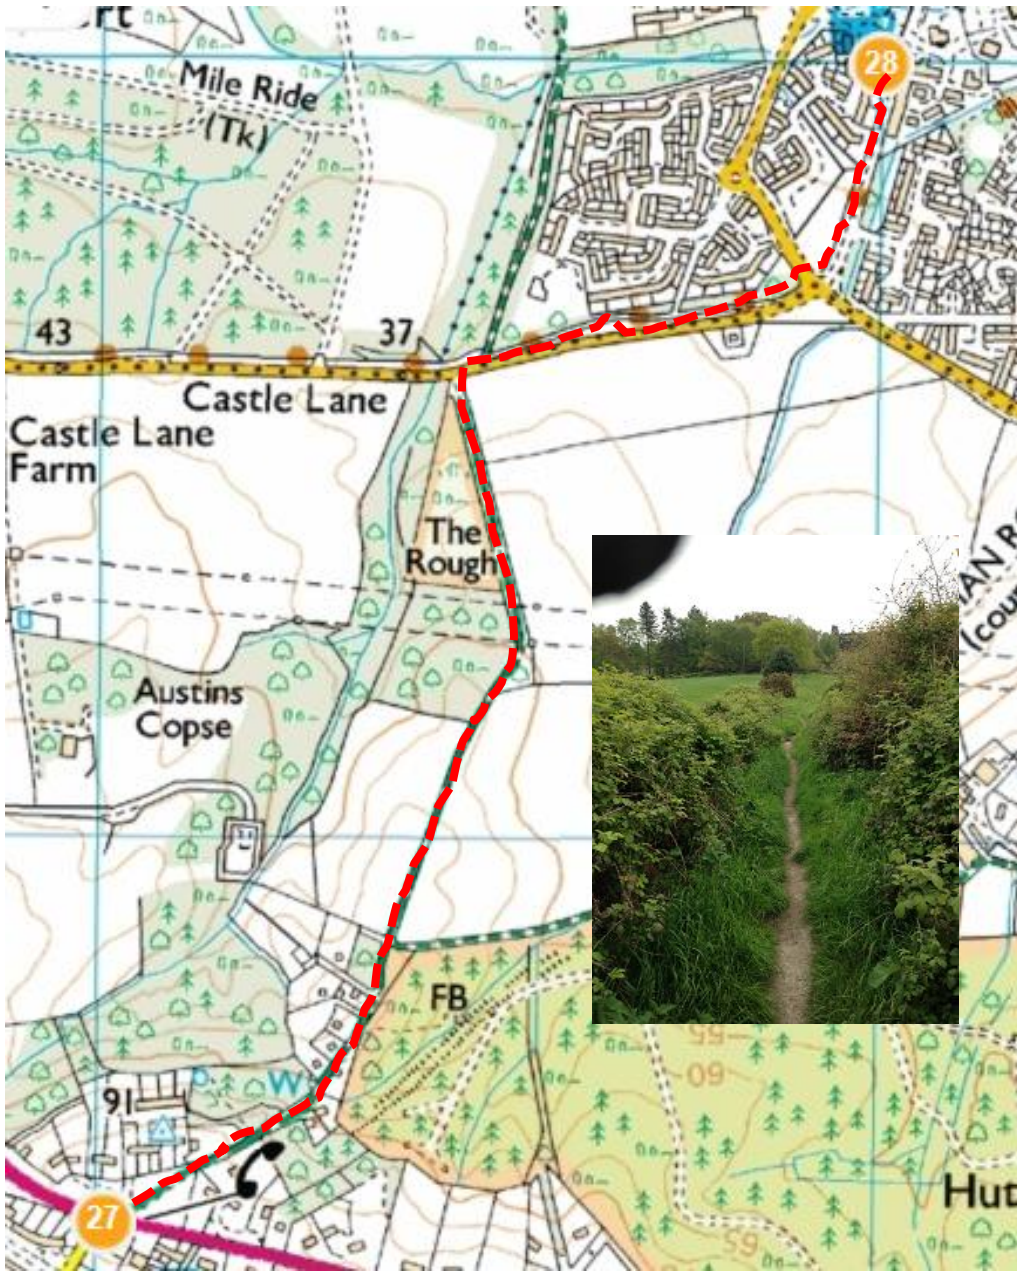 28
Mile Ride
(Tk)
43
37
Castle Lane
Castle Lane
Farm
The
Rough
Austins
Copse
FB
55
60
W
91
27
65